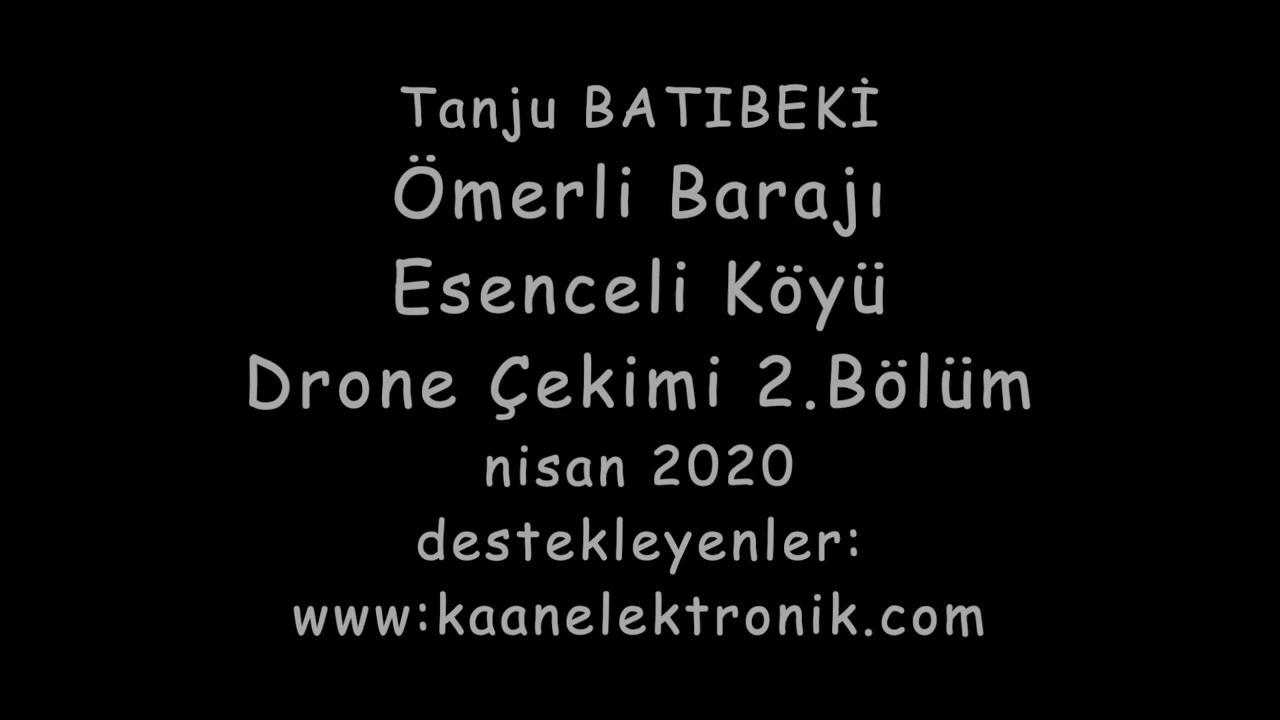 Tanju BATIBEKİ
Ömerli Barajı
Esenceli Köyü
Drone Çekimi 2.Bölüm
nisan 2020
destekleyenler:
www:kaanelektronik.com